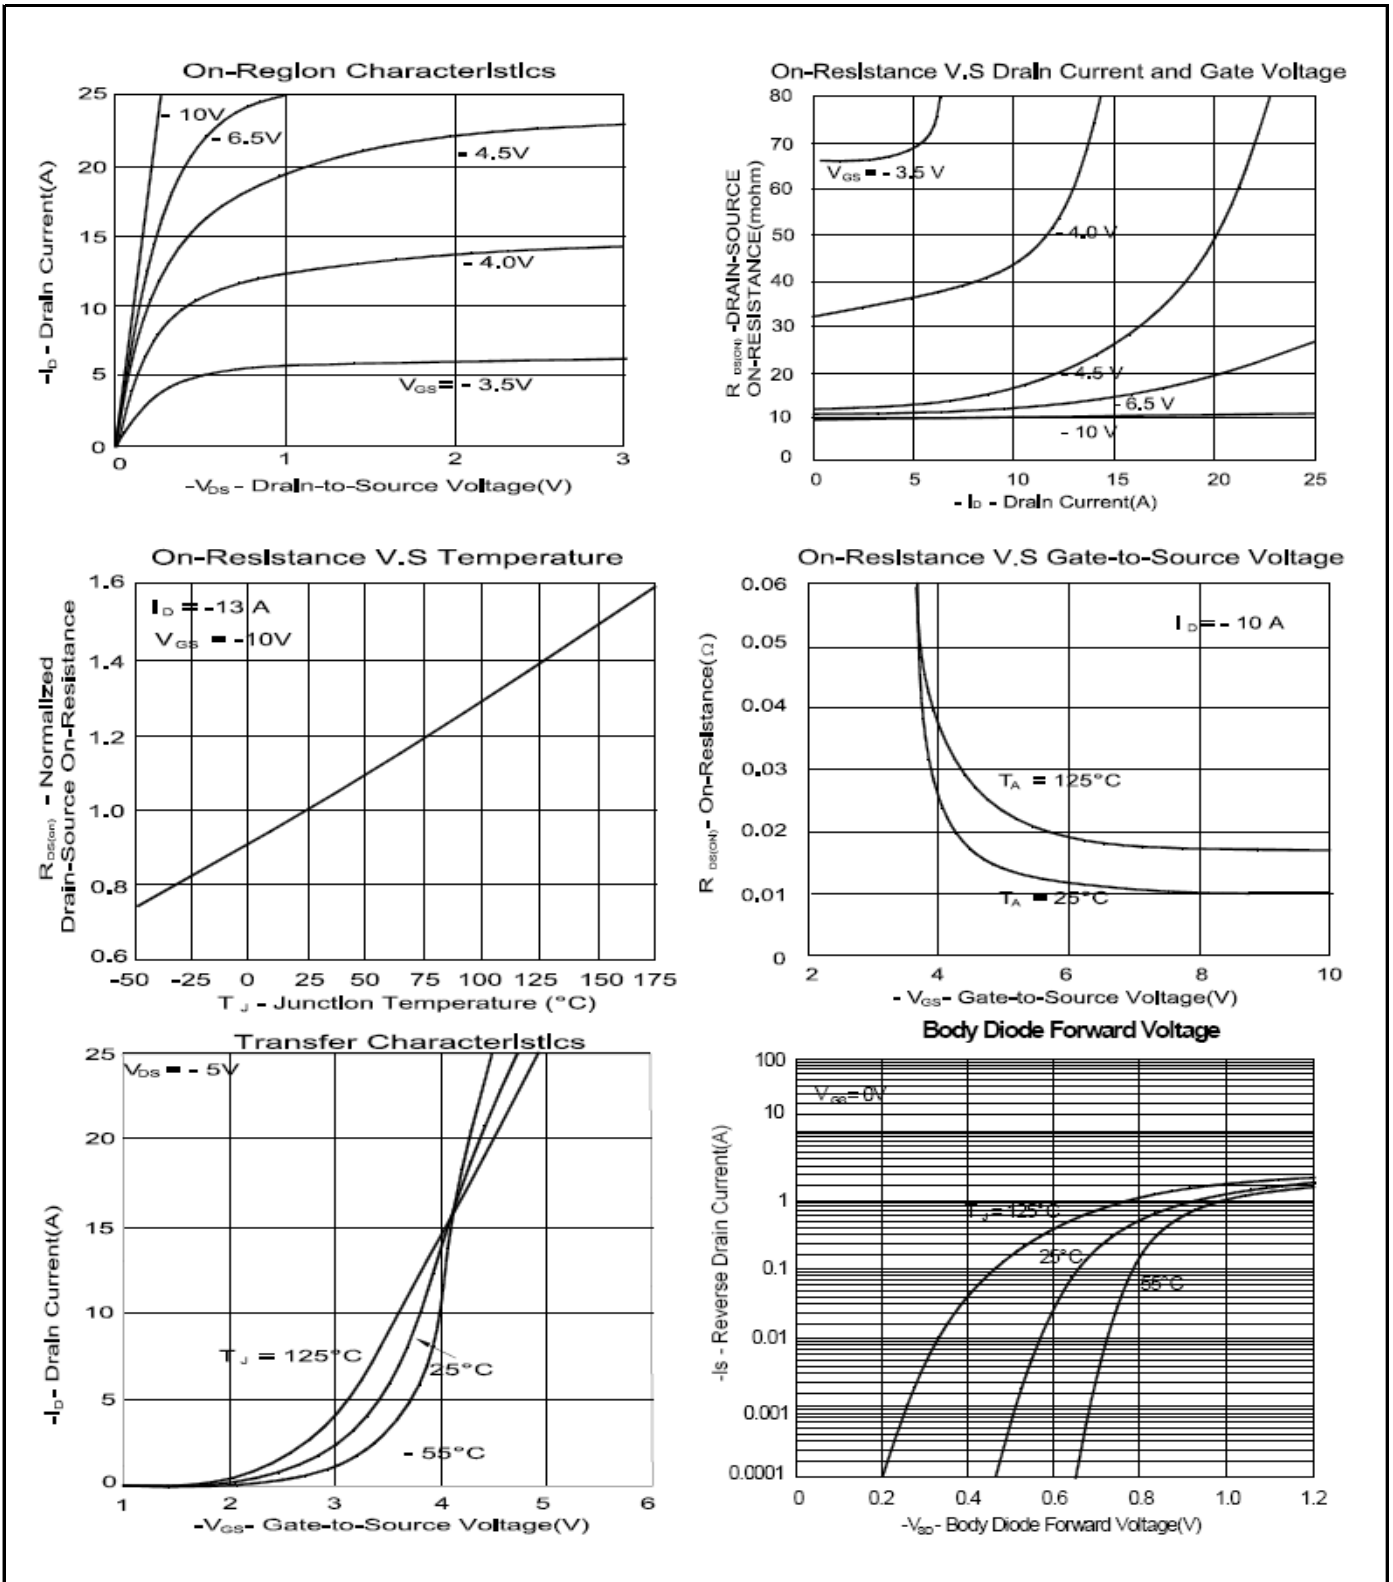 On-Region Characteristics
25
20
15
10
5
0
- 10V
- 6.5V
- 4.5V
- 4.0V
VGS= - 3.5V
0 1 2 3
-ID - Drain Current(A)
-VDS - Drain-to-Source Voltage(V)
On-Resistance V.S Drain Current and Gate Voltage
80
70
60
50
40
30
20
10
0
VGS= - 3.5 V
- 4.0 V
- 4.5 V
- 6.5 V
- 10 V
0 5 10 15 20 25
R DS(ON) -DRAIN-SOURCE
ON-RESISTANCE(mohm)
- ID - Drain Current(A)
On-Resistance V.S Temperature
1.6
1.4
1.2
1.0
0.8
0.6
I D = -13 A
VGS = -10V
-50 -25 0 25 50 75 100 125 150 175
R DS(on) - Normalized
Drain-Source On-Resistance
T J - Junction Temperature (°C)
On-Resistance V.S Gate-to-Source Voltage
0.06
0.05
0.04
0.03
0.02
0.01
0
I D= - 10 A
TA = 125°C
TA = 25°C
2 4 6 8 10
R DS(ON)- On-Resistance(Ω)
- VGS- Gate-to-Source Voltage(V)
Transfer Characteristics
25
20
15
10
5
0
VDS = - 5V
T J = 125°C
25°C
- 55°C
1 2 3 4 5 6
-ID- Drain Current(A)
-VGS- Gate-to-Source Voltage(V)
Body Diode Forward Voltage
100
10
1
0.1
0.01
0.001
0.0001
VGS= 0V
T J = 125°C
25°C
55°C
0 0.2 0.4 0.6 0.8 1.0 1.2
-Is - Reverse Drain Current(A)
-VSD- Body Diode Forward Voltage(V)